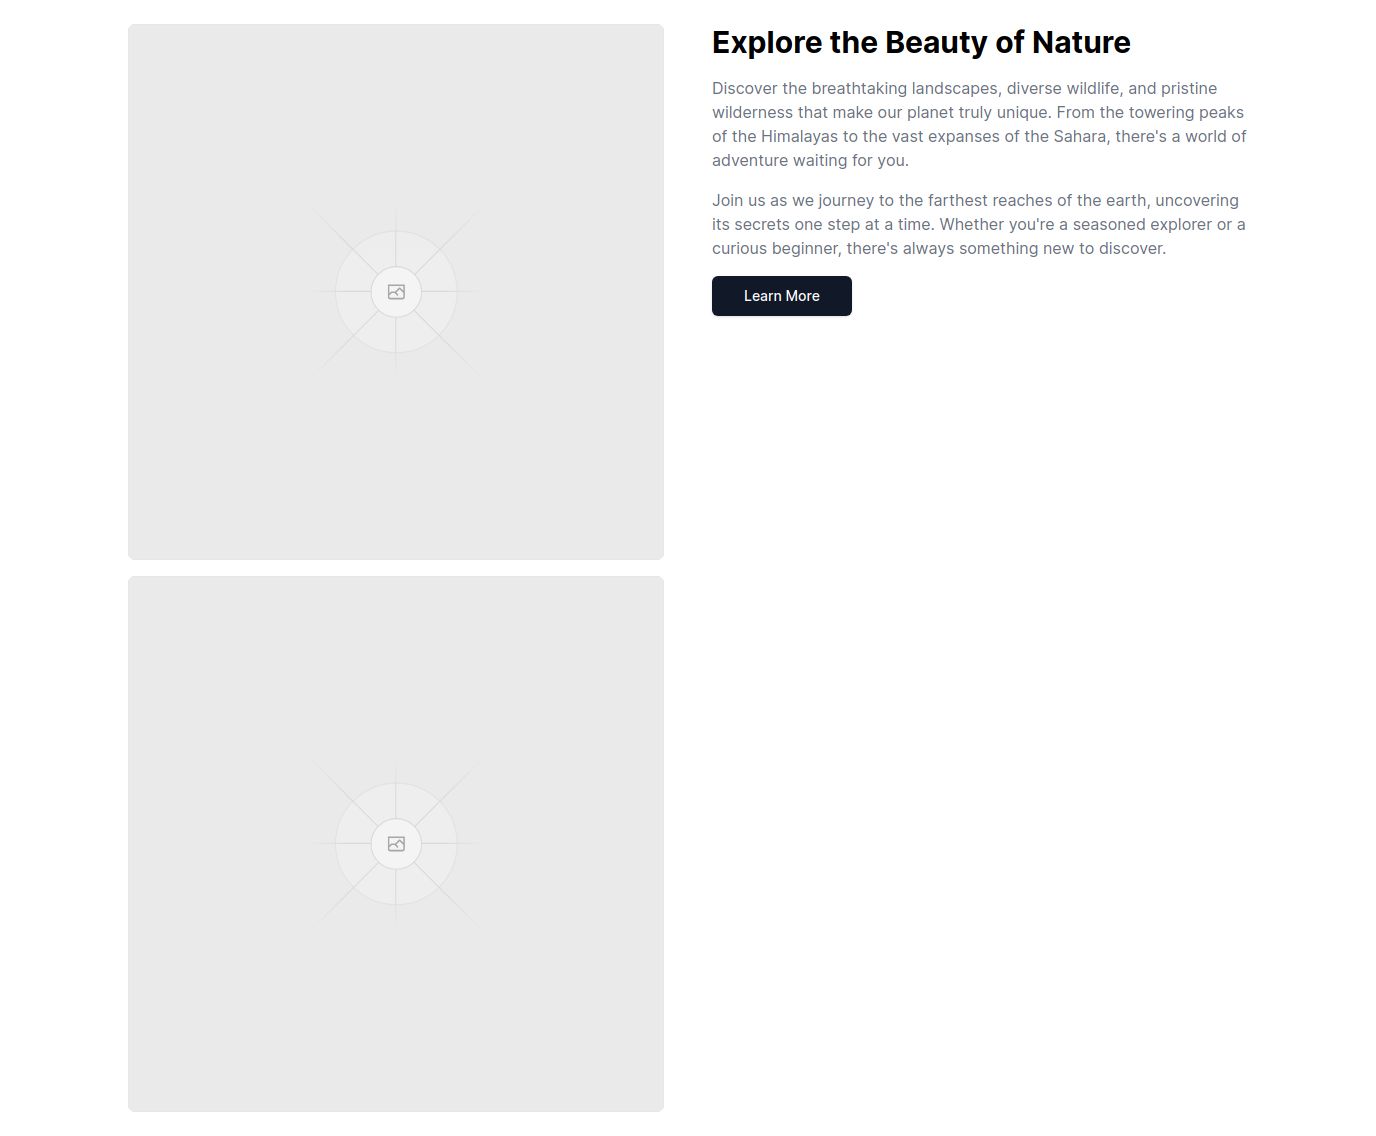 Explore the Beauty of Nature
Discover the breathtaking landscapes, diverse wildlife, and pristine
wilderness that make our planet truly unique. From the towering peaks
of the Himalayas to the vast expanses of the Sahara, there's a world of
adventure waiting for you.
Join us as we journey to the farthest reaches of the earth, uncovering
its secrets one step at a time. Whether you're a seasoned explorer or a
curious beginner, there's always something new to discover.
Learn More